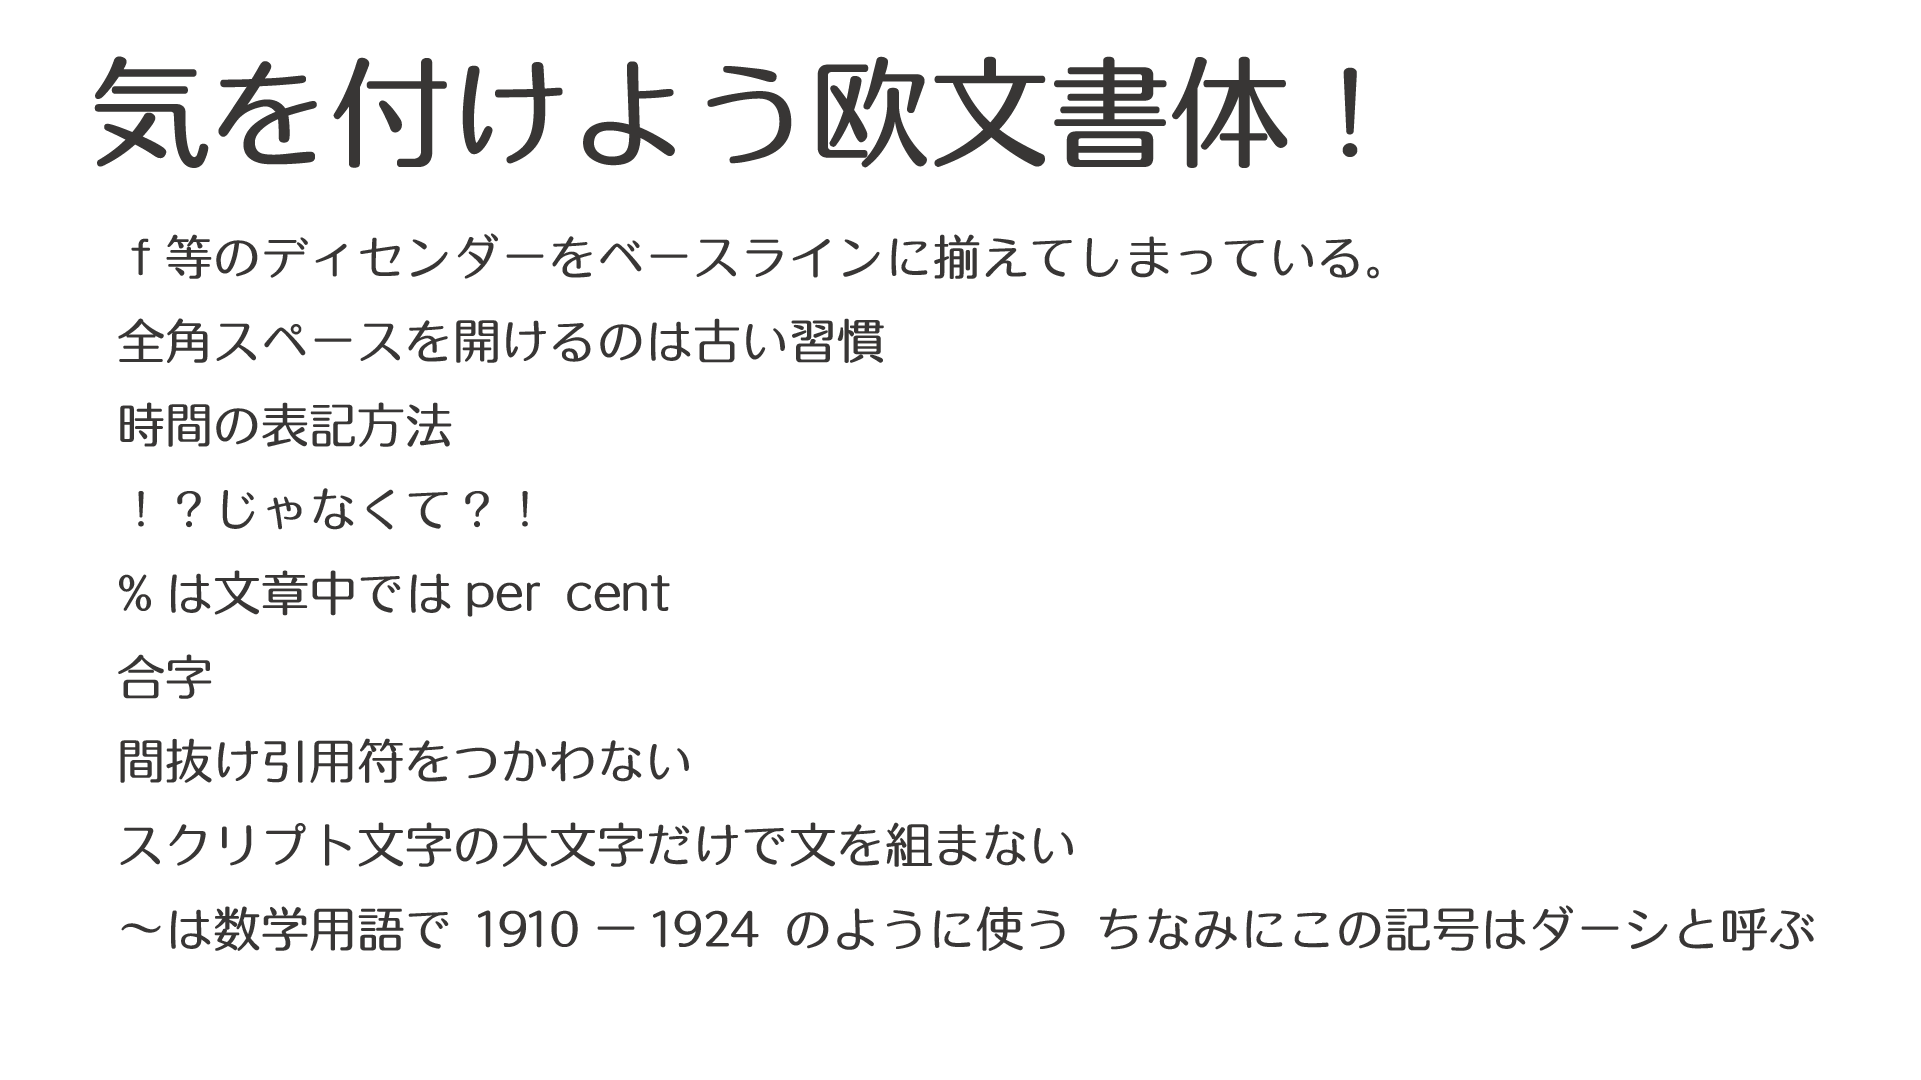 気を付けよう欧文書体！
ｆ等のディセンダーをベースラインに揃えてしまっている。
全角スペースを開けるのは古い習慣
時間の表記方法
！？じゃなくて？！
% は文章中では per cent
合字
間抜け引用符をつかわない
スクリプト文字の大文字だけで文を組まない
～は数学用語で 1910 − 1924 のように使う ちなみにこの記号はダーシと呼ぶ